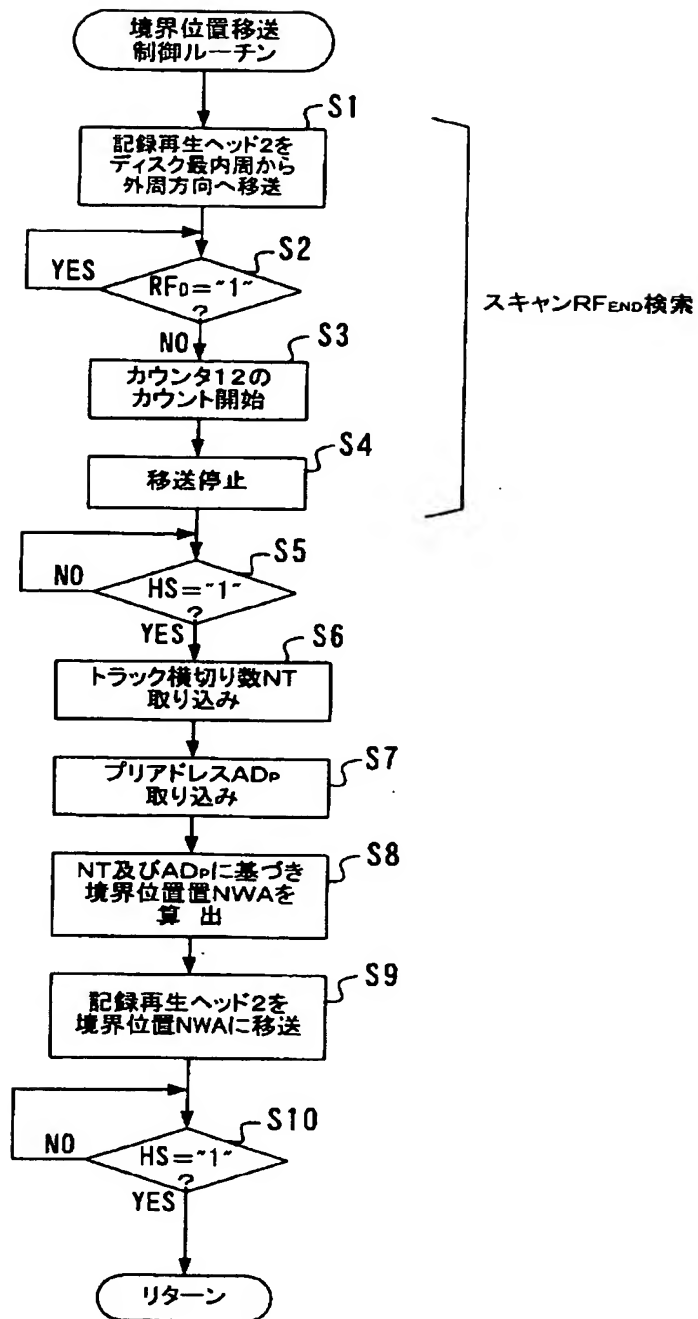 境界位置移送
制御ルーチン
S1
記録再生ヘッド2を
ディスク最内周から
外周方向へ移送
S2
YES
RFD="1"
?
NO
S3
カウンタ12の
カウント開始
S4
移送停止
スキャンRFEND検索
S5
NO
HS="1"
?
YES
S6
トラック横切り数NT
取り込み
S7
プリアドレスADP
取り込み
S8
NT及びADPに基づき
境界位置置NWAを
算 出
S9
記録再生ヘッド2を
境界位置NWAに移送
S10
NO
HS="1"
?
YES
リターン